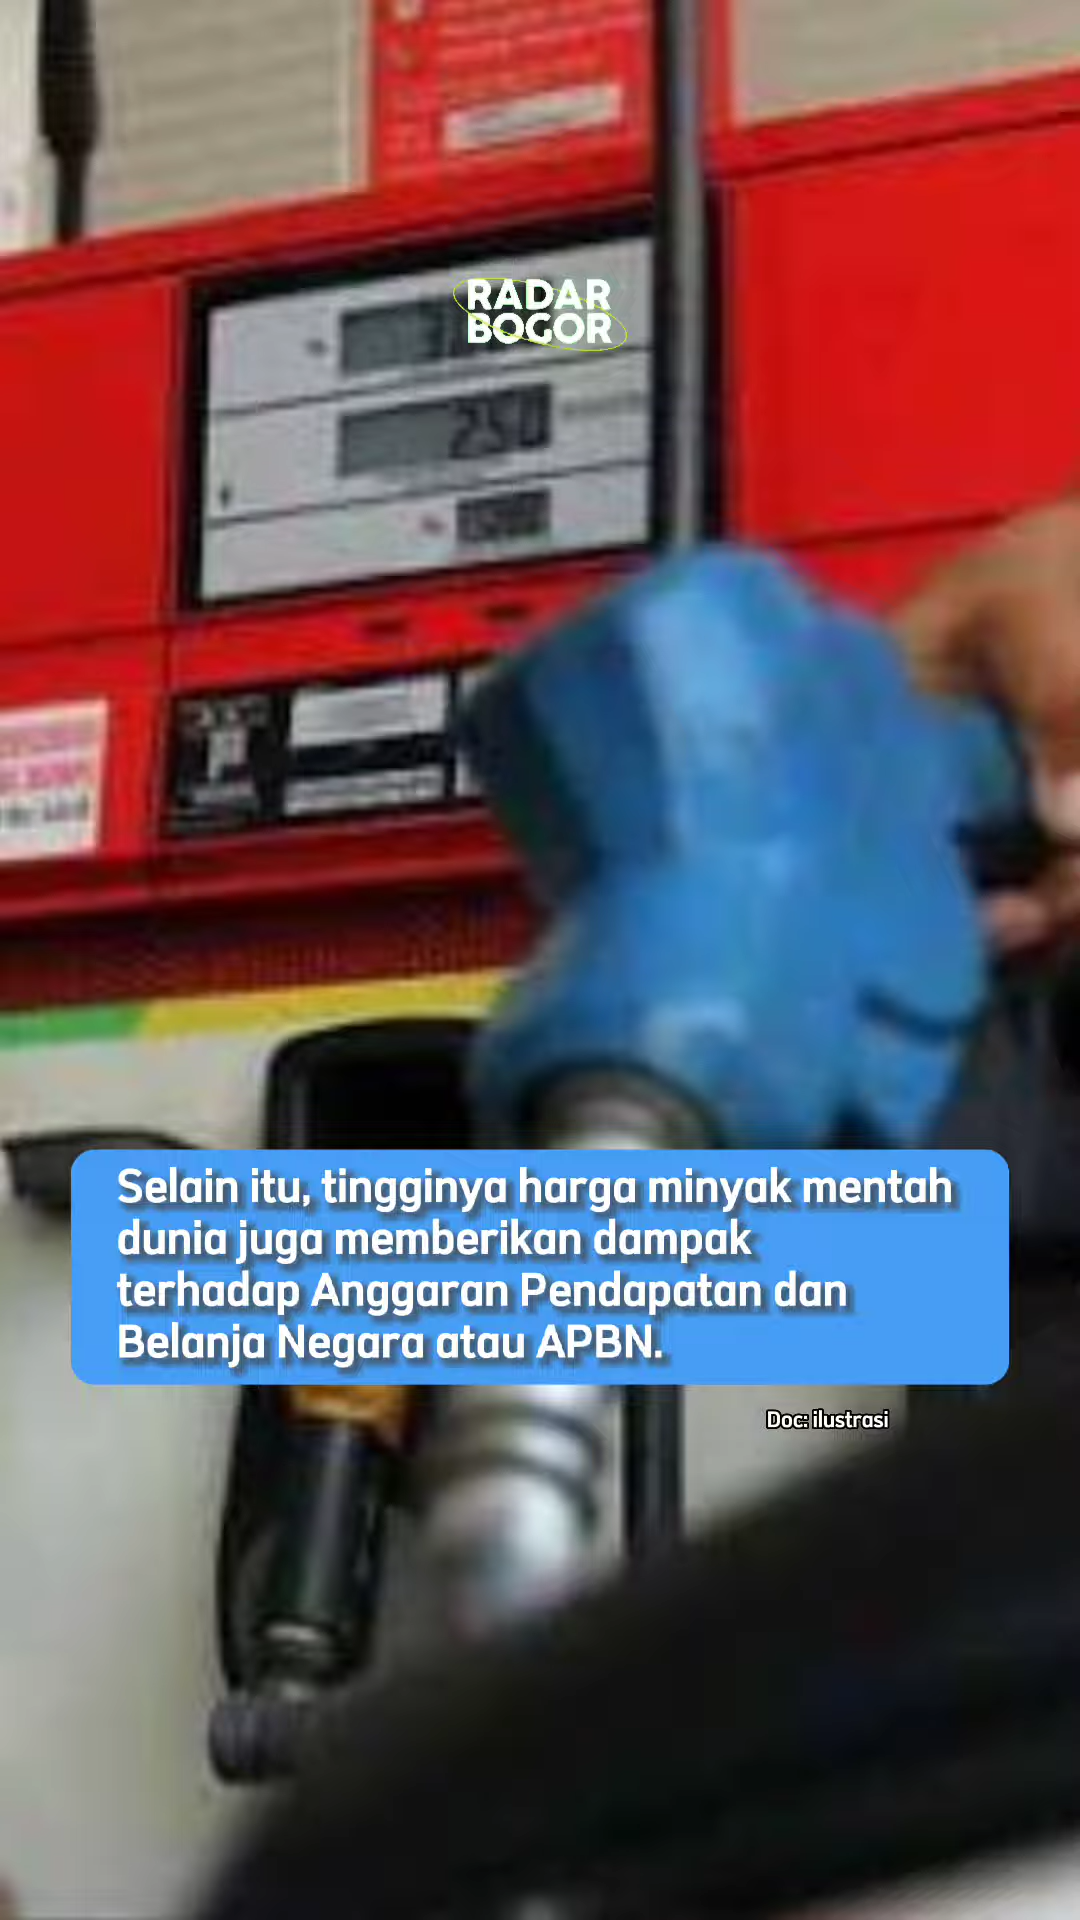 RADAR
BOGOR
250
Selain itu, tingginya harga minyak mentah
dunia juga memberikan dampak
terhadap Anggaran Pendapatan dan
Belanja Negara atau APBN.
Doc: ilustrasi